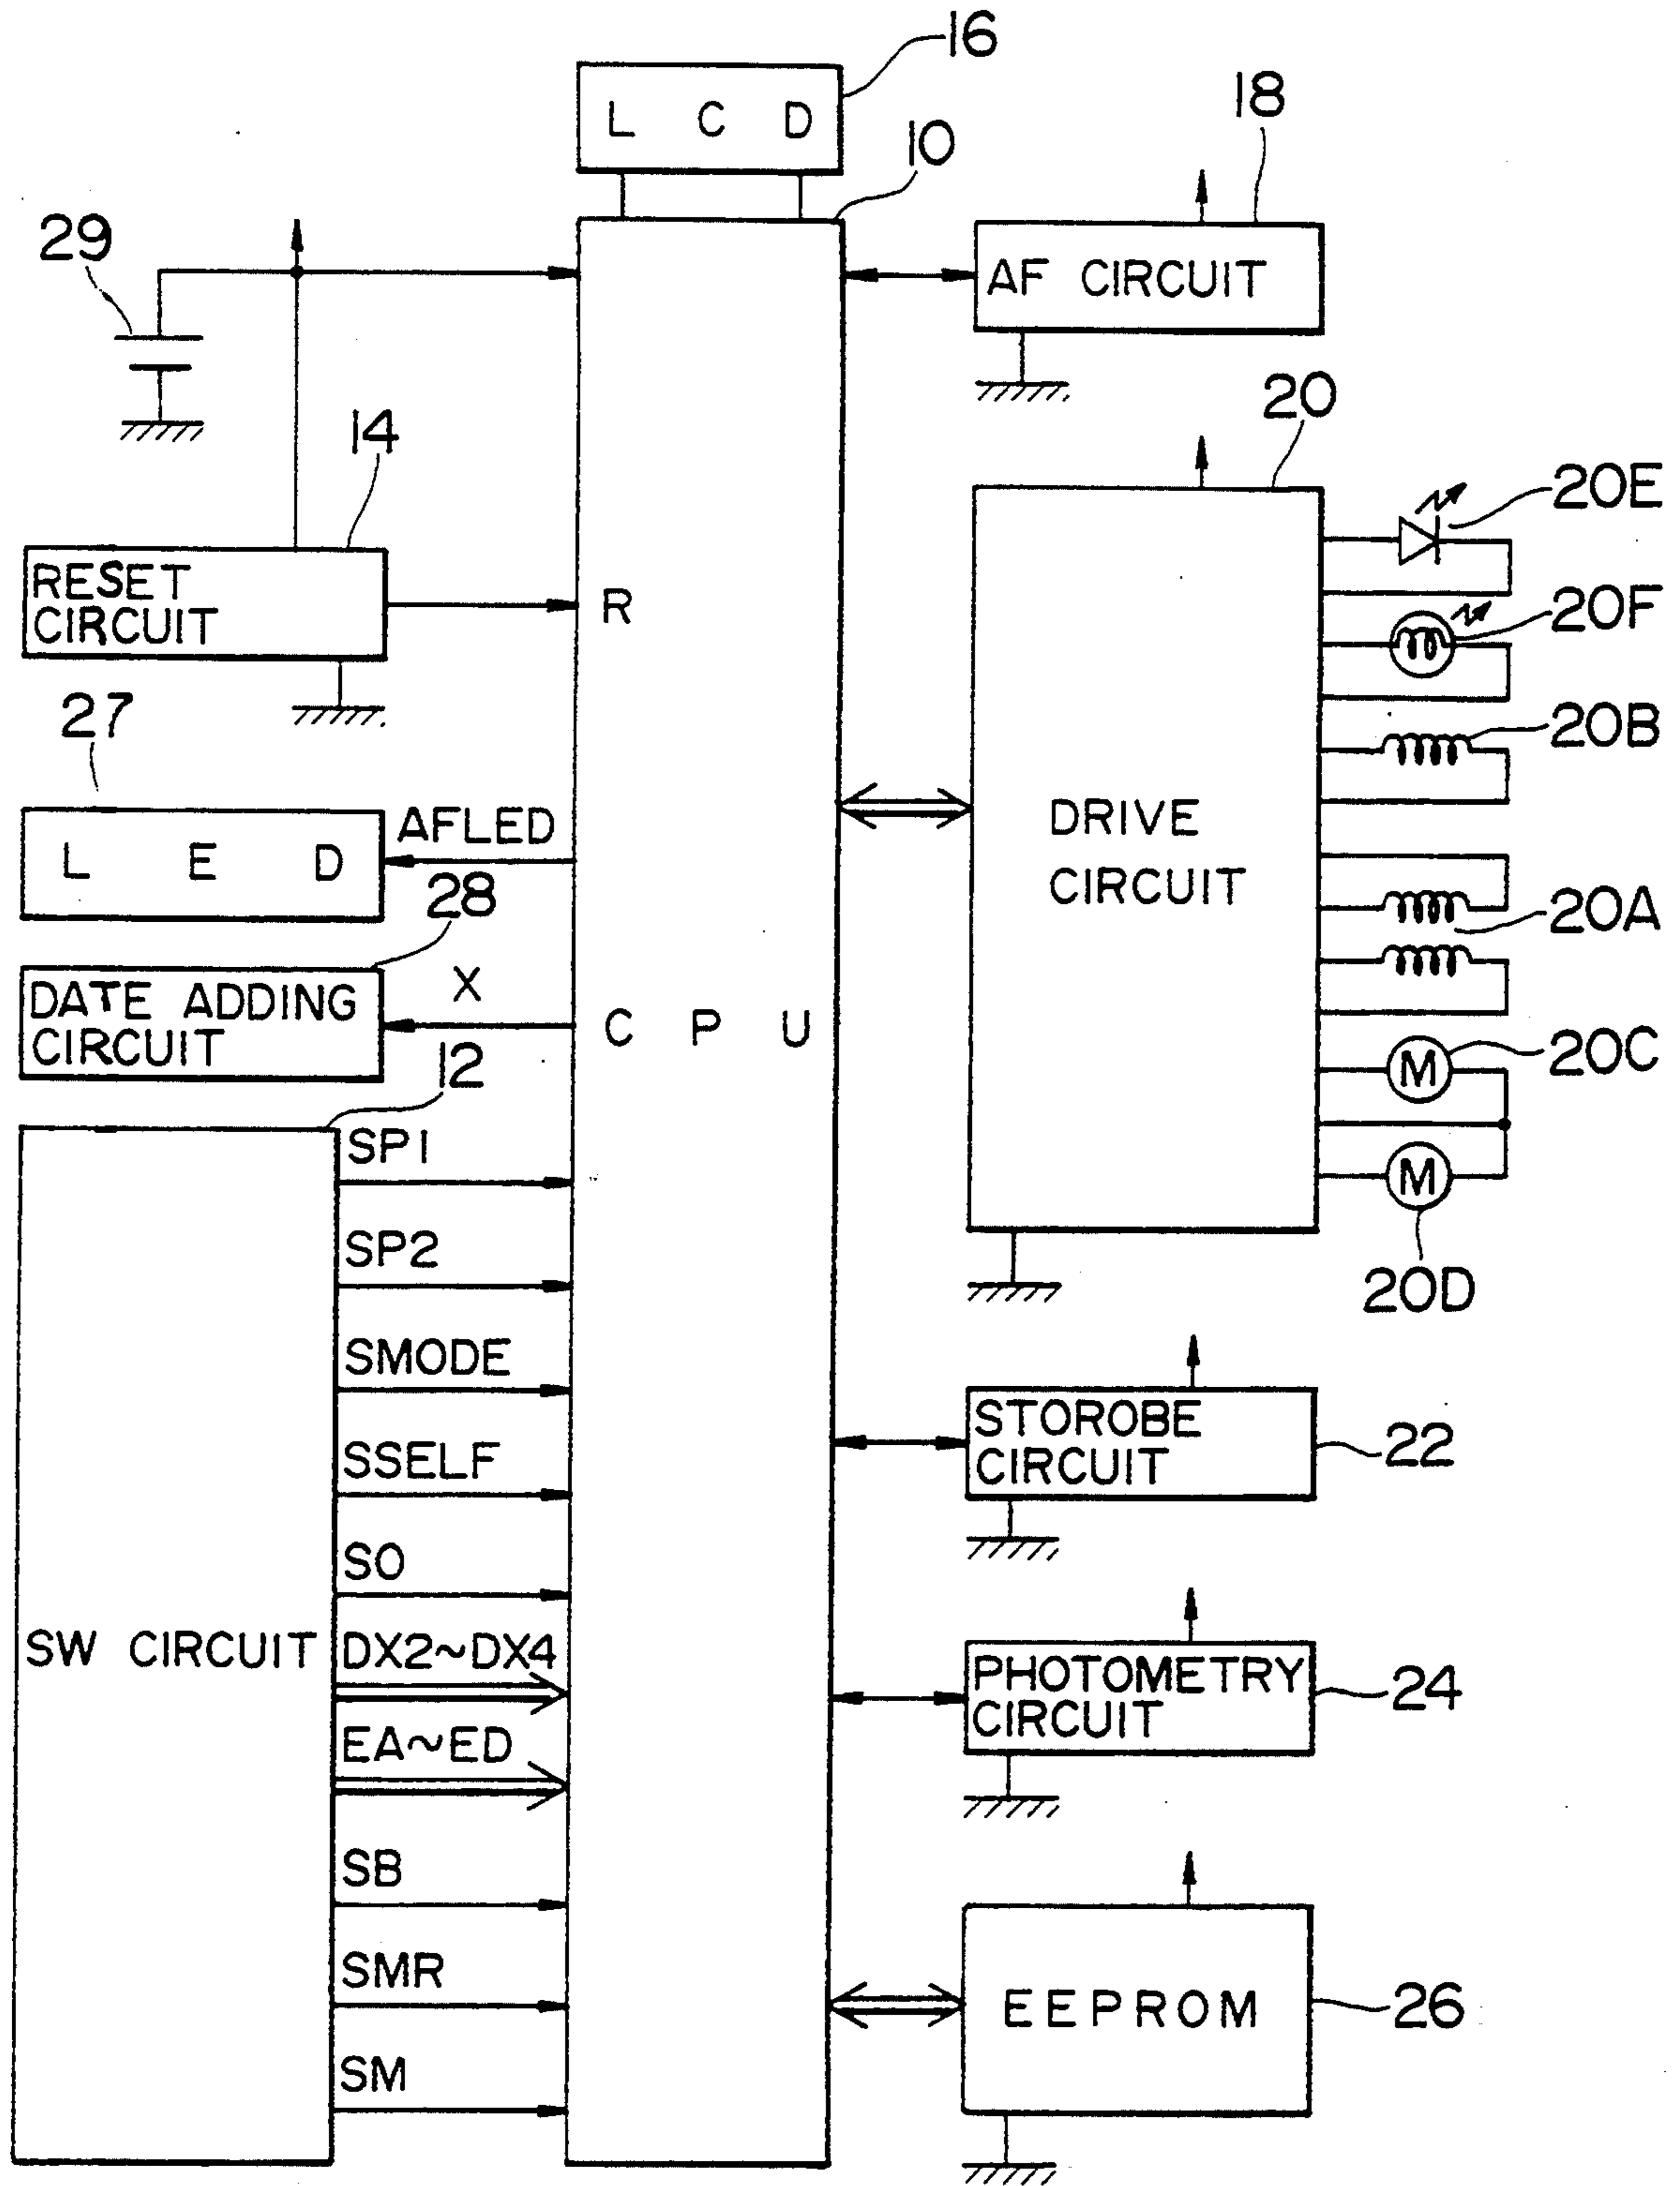 16
L C D
10
18
29
AF CIRCUIT
14
20
20E
RESET
CIRCUIT
R
20F
27
20B
AFLED
L E D
DRIVE
CIRCUIT
28
20A
DATE ADDING
CIRCUIT
X
C P U
20C
M
12
SP1
M
20D
SP2
SMODE
STOROBE
CIRCUIT
22
SSELF
SO
SW CIRCUIT
DX2~DX4
PHOTOMETRY
CIRCUIT
24
EA~ED
SB
SMR
EEPROM
26
SM